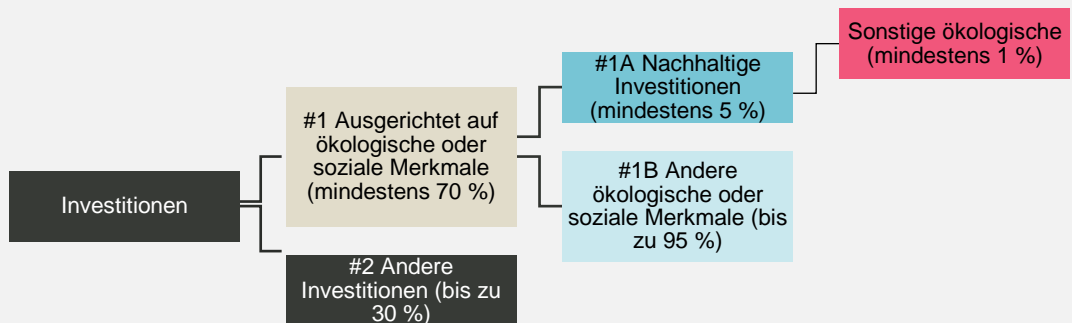 Investitionen
#1 Ausgerichtet auf
ökologische oder
soziale Merkmale
(mindestens 70 %)
#2 Andere
Investitionen (bis zu
30 %)
#1A Nachhaltige
Investitionen
(mindestens 5 %)
#1B Andere
ökologische oder
soziale Merkmale (bis
zu 95 %)
Sonstige ökologische
(mindestens 1 %)